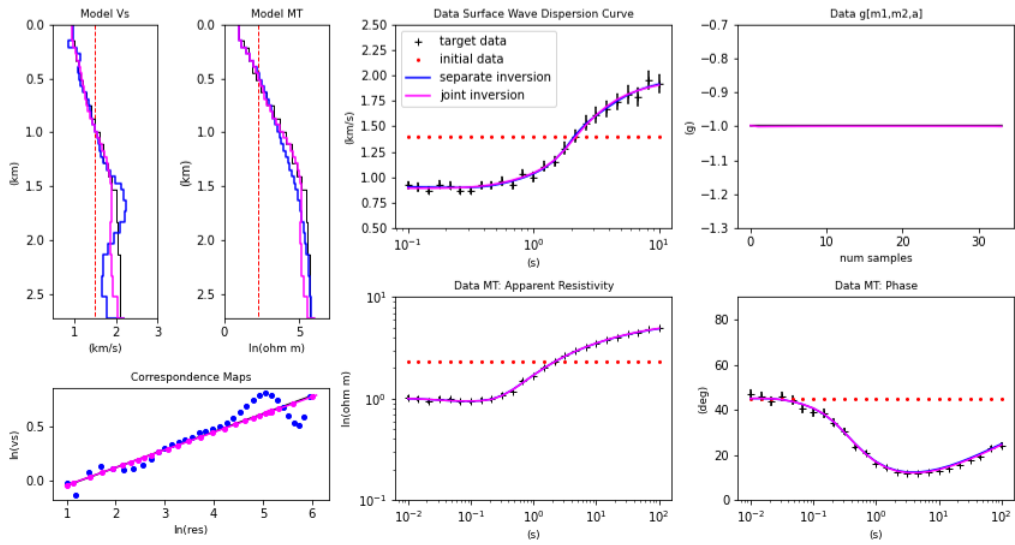 Model Vs
0.0
0.5
1.0
1.5
2.0
2.5
(km)
1
2
3
(km/s)
Model MT
0.0
0.5
1.0
1.5
2.0
2.5
(km)
0
5
ln(ohm m)
Data Surface Wave Dispersion Curve
2.50
2.25
2.00
1.75
1.50
1.25
1.00
0.75
0.50
(km/s)
target data
initial data
separate inversion
joint inversion
10⁻¹
10⁰
10¹
(s)
Data g[m1,m2,a]
−0.7
−0.8
−0.9
−1.0
−1.1
−1.2
−1.3
(g)
0
10
20
30
num samples
Correspondence Maps
0.5
0.0
ln(vs)
1
2
3
4
5
6
ln(res)
Data MT: Apparent Resistivity
10¹
10⁰
10⁻¹
ln(ohm m)
10⁻²
10⁻¹
10⁰
10¹
10²
(s)
Data MT: Phase
80
60
40
20
0
(deg)
10⁻²
10⁻¹
10⁰
10¹
10²
(s)